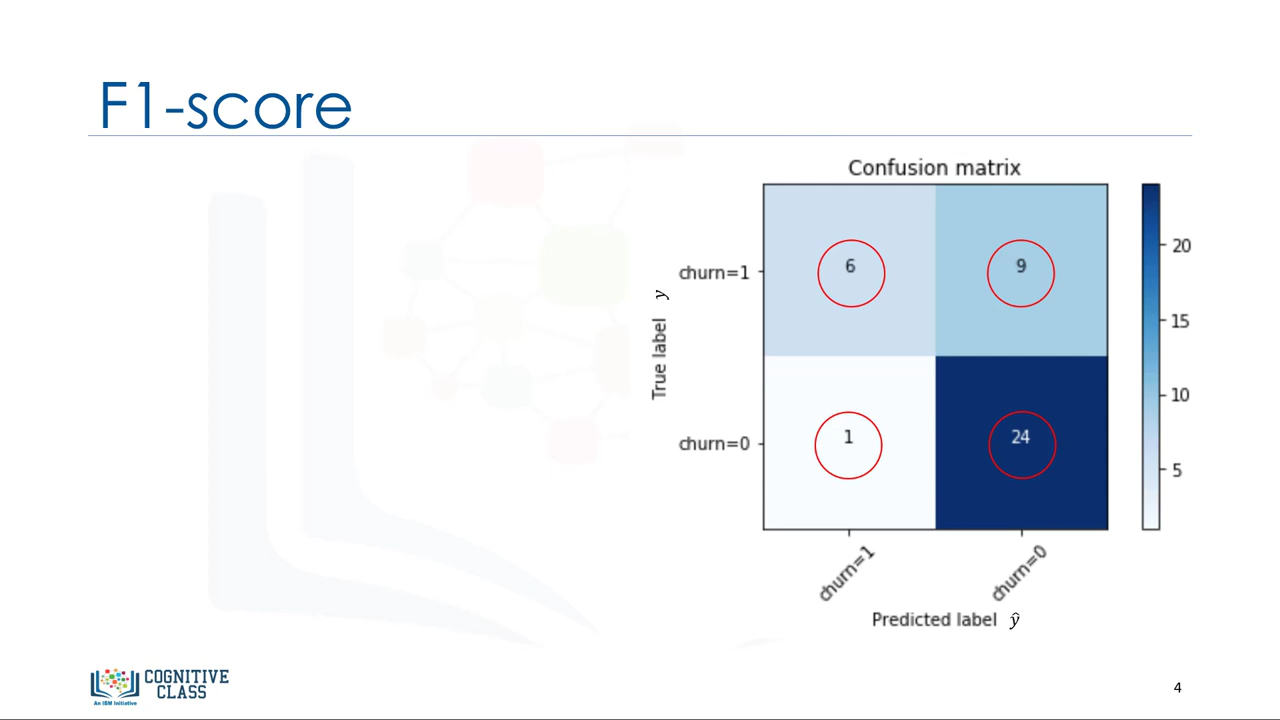 F1-score
Confusion matrix
churn=1
6
9
20
15
True label y
10
churn=0
1
24
5
churn=1
churn=0
Predicted label ŷ
COGNITIVE
CLASS
An IBM Initiative
4